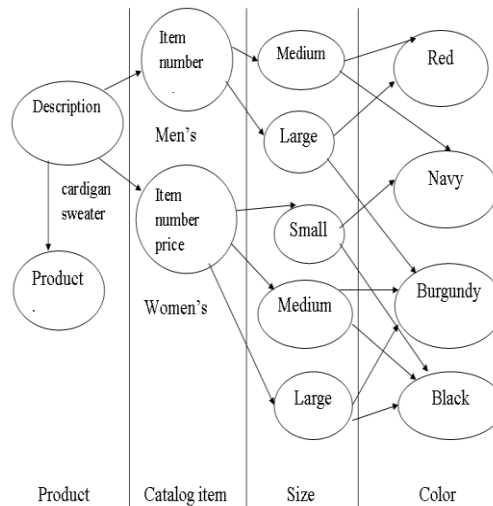 Description
cardigan
sweater
Product
.
Item
number
.
Men's
Item
number
price
Women's
Medium
Large
Small
Medium
Large
Red
Navy
Burgundy
Black
Product
Catalog item
Size
Color